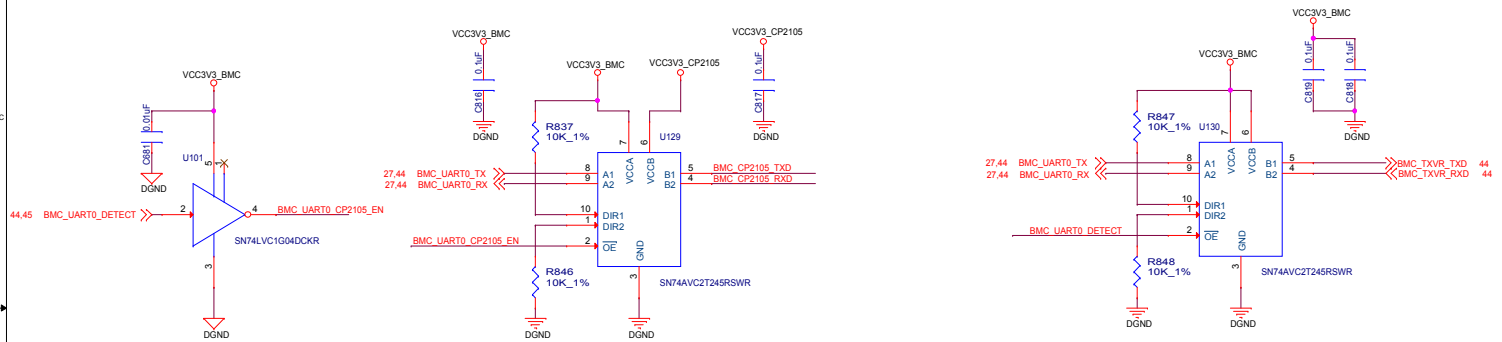 VCC3V3_BMC
0.01uF
C681
DGND
U101
5
1
44,45 BMC_UART0_DETECT
2
4
BMC_UART0_CP2105_EN
SN74LVC1G04DCKR
3
DGND
VCC3V3_BMC
0.1uF
C816
DGND
VCC3V3_BMC
VCC3V3_CP2105
VCC3V3_CP2105
0.1uF
C817
DGND
R837
10K_1%
7
6
U129
VCCA
VCCB
27,44 BMC_UART0_TX
8
A1
B1
5
BMC_CP2105_TXD
27,44 BMC_UART0_RX
9
A2
B2
4
BMC_CP2105_RXD
10
DIR1
1
DIR2
BMC_UART0_CP2105_EN
2
OE
GND
R846
10K_1%
3
SN74AVC2T245RSWR
DGND
DGND
VCC3V3_BMC
VCC3V3_BMC
0.1uF
C819
0.1uF
C818
DGND
R847
10K_1%
U130
7
6
VCCA
VCCB
27,44 BMC_UART0_TX
8
A1
B1
5
BMC_TXVR_TXD 44
27,44 BMC_UART0_RX
9
A2
B2
4
BMC_TXVR_RXD 44
10
DIR1
1
DIR2
BMC_UART0_DETECT
2
OE
GND
R848
10K_1%
3
SN74AVC2T245RSWR
DGND
DGND